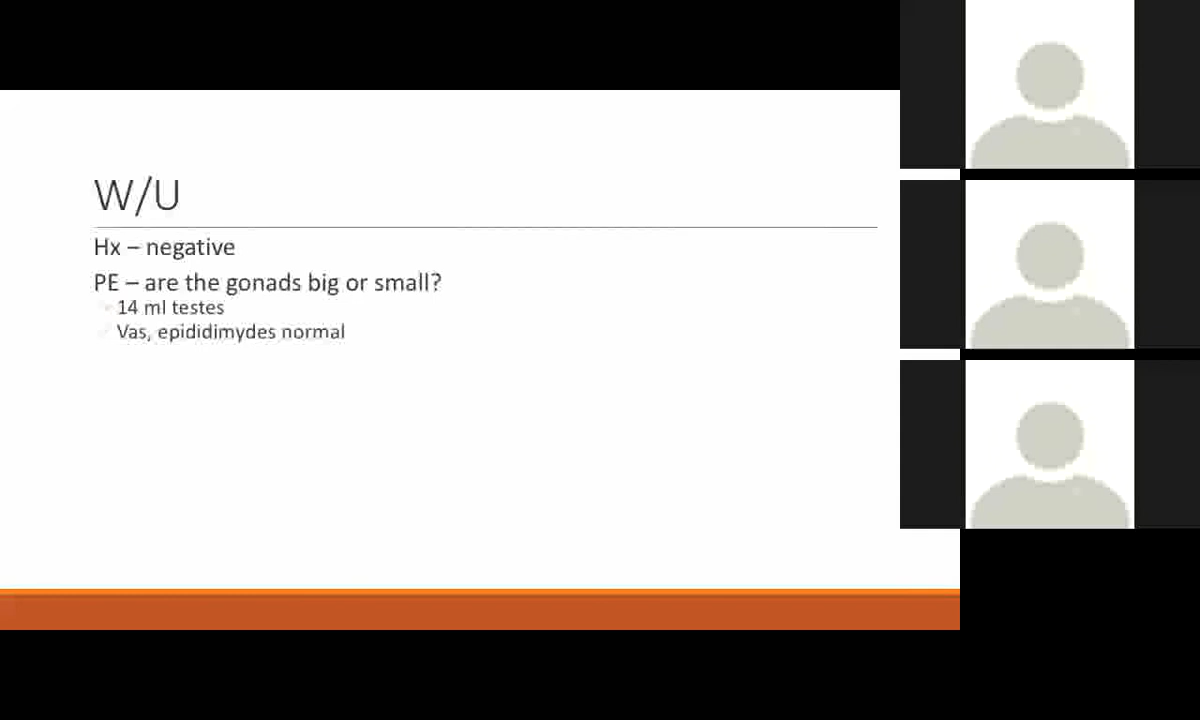 W/U
Hx – negative
PE – are the gonads big or small?
14 ml testes
Vas, epididimydes normal